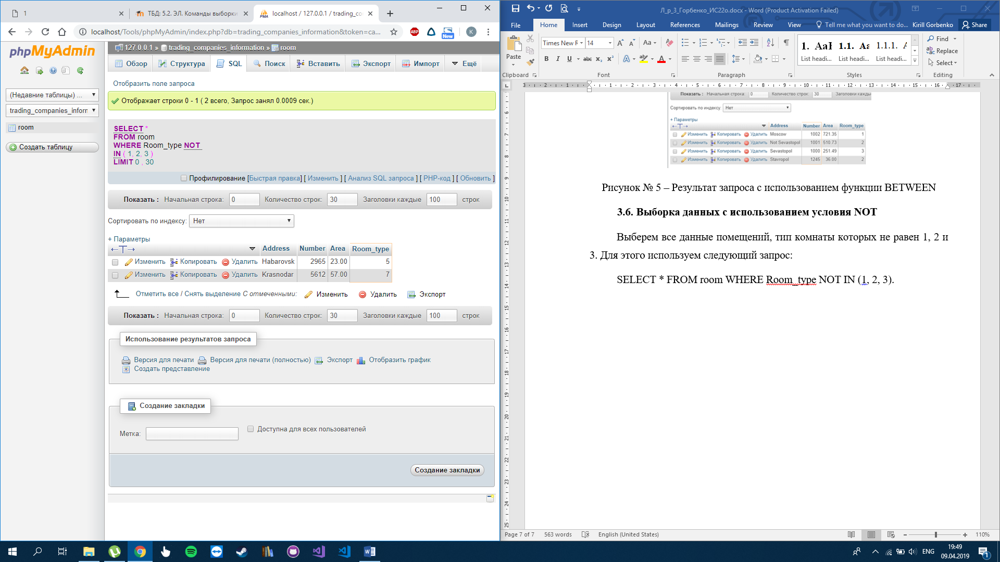 1
ТБД: 5.2. ЭЛ. Команды выборки
localhost / 127.0.0.1 / trading_co
localhost/Tools/phpMyAdmin/index.php?db=trading_companies_information&token=ca...
ABP
New
K
phpMyAdmin
(Недавние таблицы) ...
trading_companies_inforr
room
Создать таблицу
127.0.0.1 » trading_companies_information » room
Обзор
Структура
SQL
Поиск
Вставить
Экспорт
Импорт
Ещё
Отобразить поле запроса
Отображает строки 0 - 1 ( 2 всего, Запрос занял 0.0009 сек.)
SELECT *
FROM room
WHERE Room_type NOT
IN ( 1, 2, 3 )
LIMIT 0 , 30
Профилирование [Быстрая правка] [ Изменить ] [ Анализ SQL запроса ] [ PHP-код ] [ Обновить ]
Показать : Начальная строка: 0 Количество строк: 30 Заголовки каждые 100 строк
Сортировать по индексу: Нет
+ Параметры
←T→ Address Number Area Room_type
Изменить Копировать Удалить Habarovsk 2965 23.00 5
Изменить Копировать Удалить Krasnodar 5612 57.00 7
Отметить все / Снять выделение С отмеченными: Изменить Удалить Экспорт
Показать : Начальная строка: 0 Количество строк: 30 Заголовки каждые 100 строк
Использование результатов запроса
Версия для печати Версия для печати (полностью) Экспорт Отобразить график
Создать представление
Создание закладки
Метка:
Доступна для всех пользователей
Создание закладки
Л_р_3_Горбенко_ИС22о.docx - Word (Product Activation Failed)
File Home Insert Design Layout References Mailings Review View Tell me what you want to do... Kirill Gorbenko Share
Paste
Clipboard
Times New F 14
Font
Paragraph
1. AaI 1.1. Aa 1.1.1. A
List headi... List headi... List headi...
Styles
Find
Replace
Select
Editing
Показать : Начальная строка: 0 Количество строк: 30 Заголовки кажды
Сортировать по индексу: Нет
+ Параметры
←T→ Address Number Area Room_type
Изменить Копировать Удалить Moscow 1002 721.35 1
Изменить Копировать Удалить Not Sevastopol 1001 510.73 2
Изменить Копировать Удалить Sevastopol 1000 251.49 3
Изменить Копировать Удалить Stavropol 1245 36.00 2
Рисунок № 5 – Результат запроса с использованием функции BETWEEN
3.6. Выборка данных с использованием условия NOT
Выберем все данные помещений, тип комнаты которых не равен 1, 2 и
3. Для этого используем следующий запрос:
SELECT * FROM room WHERE Room_type NOT IN (1, 2, 3).
Page 7 of 7 563 words English (United States) 110%
ENG
19:49
09.04.2019
1